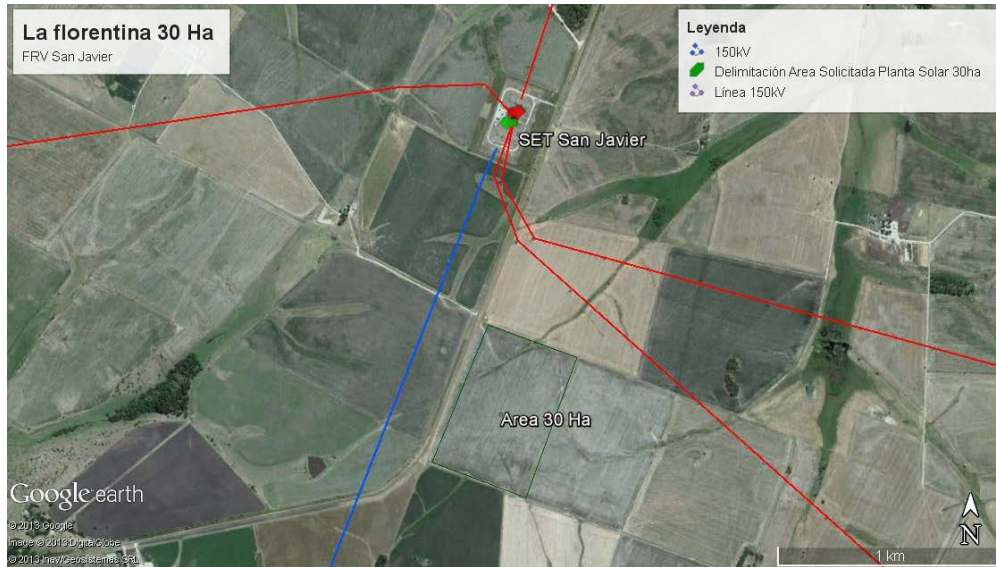 La florentina 30 Ha
FRV San Javier
Leyenda
150kV
Delimitación Area Solicitada Planta Solar 30ha
Línea 150kV
SET San Javier
Area 30 Ha
Google earth
© 2013 Google
Image © 2013 DigitalGlobe
© 2013 Inav/Geosistemas SRL
N
1 km